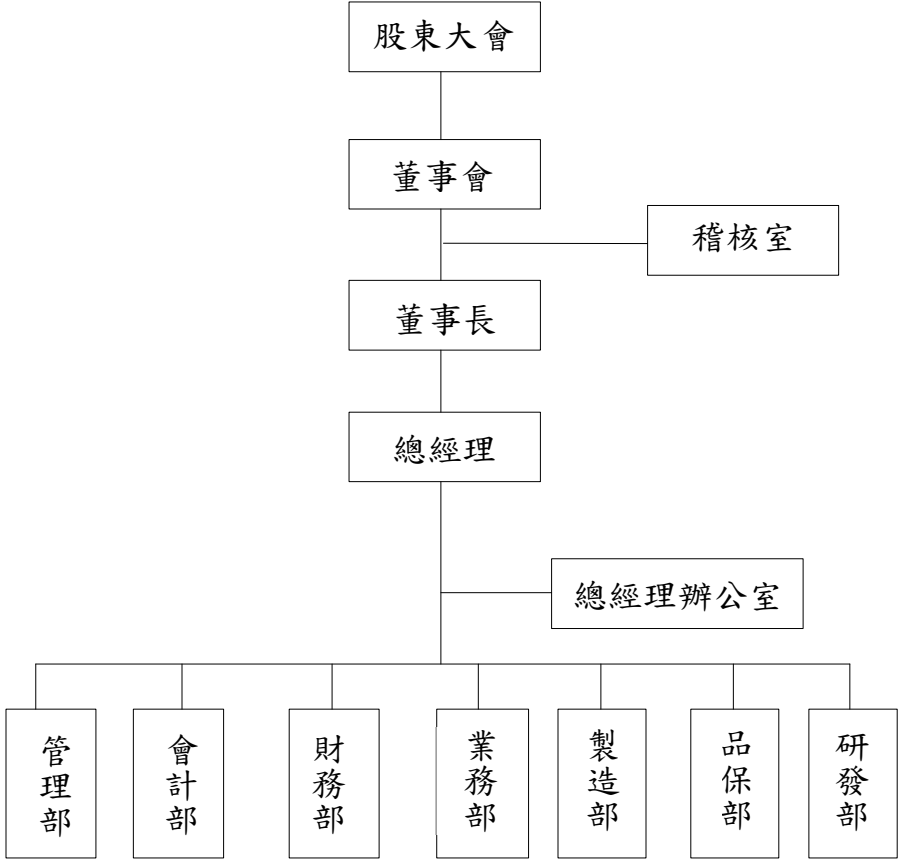 股東大會
董事會
稽核室
董事長
總經理
總經理辦公室
管理部
會計部
財務部
業務部
製造部
品保部
研發部